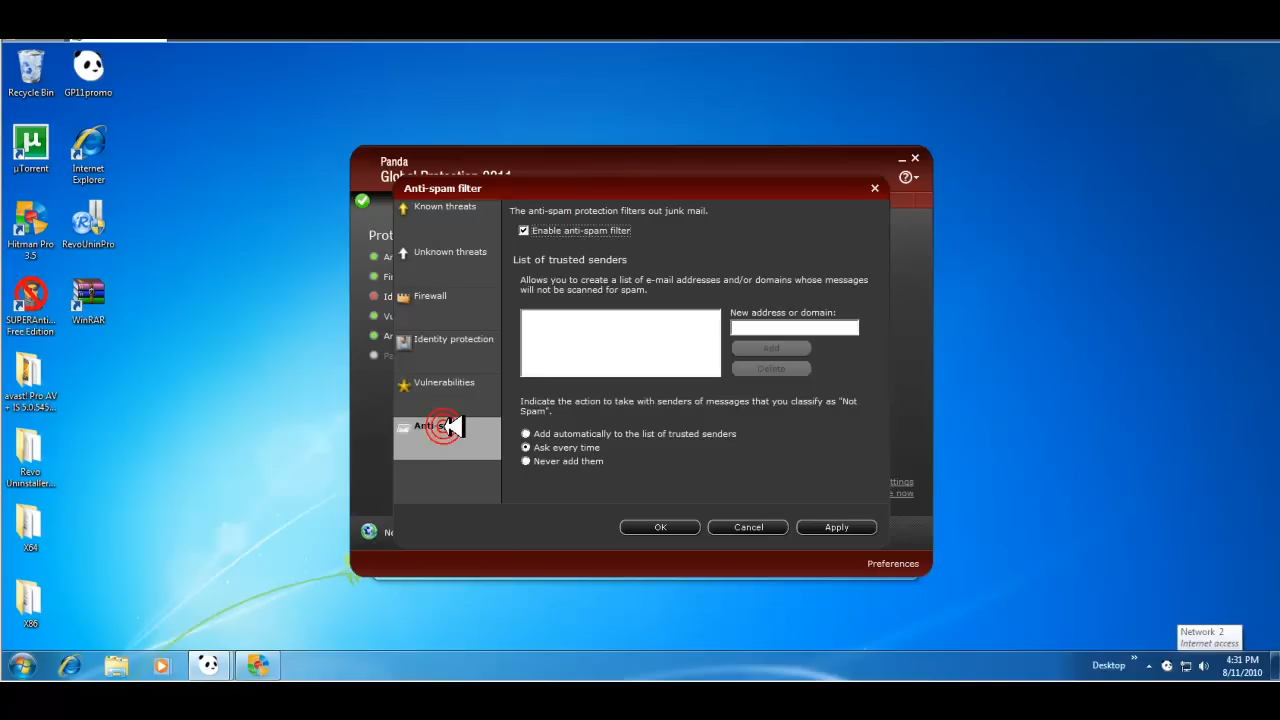 Recycle Bin
GP11promo
µTorrent
Internet
Explorer
Hitman Pro
3.5
RevoUninPro
SUPERAnti...
Free Edition
WinRAR
avast! Pro AV
+ IS 5.0.545...
Revo
Uninstaller...
X64
X86
Panda
Anti-spam filter
Known threats
Unknown threats
Firewall
Identity protection
Vulnerabilities
The anti-spam protection filters out junk mail.
Enable anti-spam filter
List of trusted senders
Allows you to create a list of e-mail addresses and/or domains whose messages
will not be scanned for spam.
New address or domain:
Add
Delete
Indicate the action to take with senders of messages that you classify as "Not
Spam".
Add automatically to the list of trusted senders
Ask every time
Never add them
OK
Cancel
Apply
Preferences
Network 2
Internet access
Desktop
4:31 PM
8/11/2010